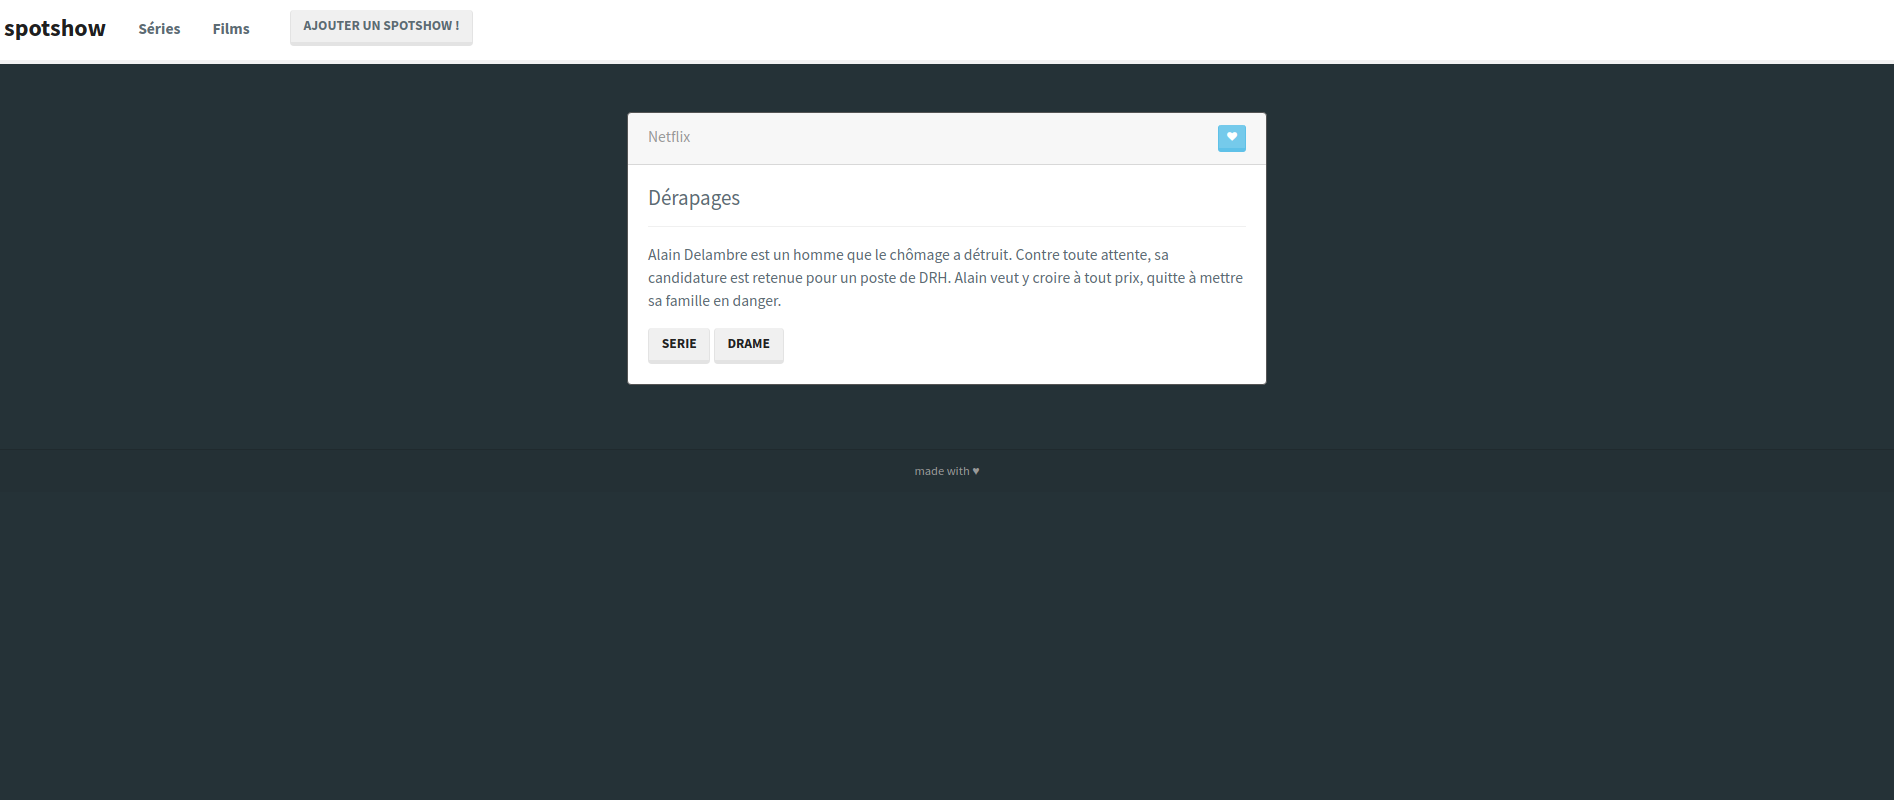 spotshow Séries Films AJOUTER UN SPOTSHOW !
Netflix
Dérapages
Alain Delambre est un homme que le chômage a détruit. Contre toute attente, sa
candidature est retenue pour un poste de DRH. Alain veut y croire à tout prix, quitte à mettre
sa famille en danger.
SERIE DRAME
made with ♥